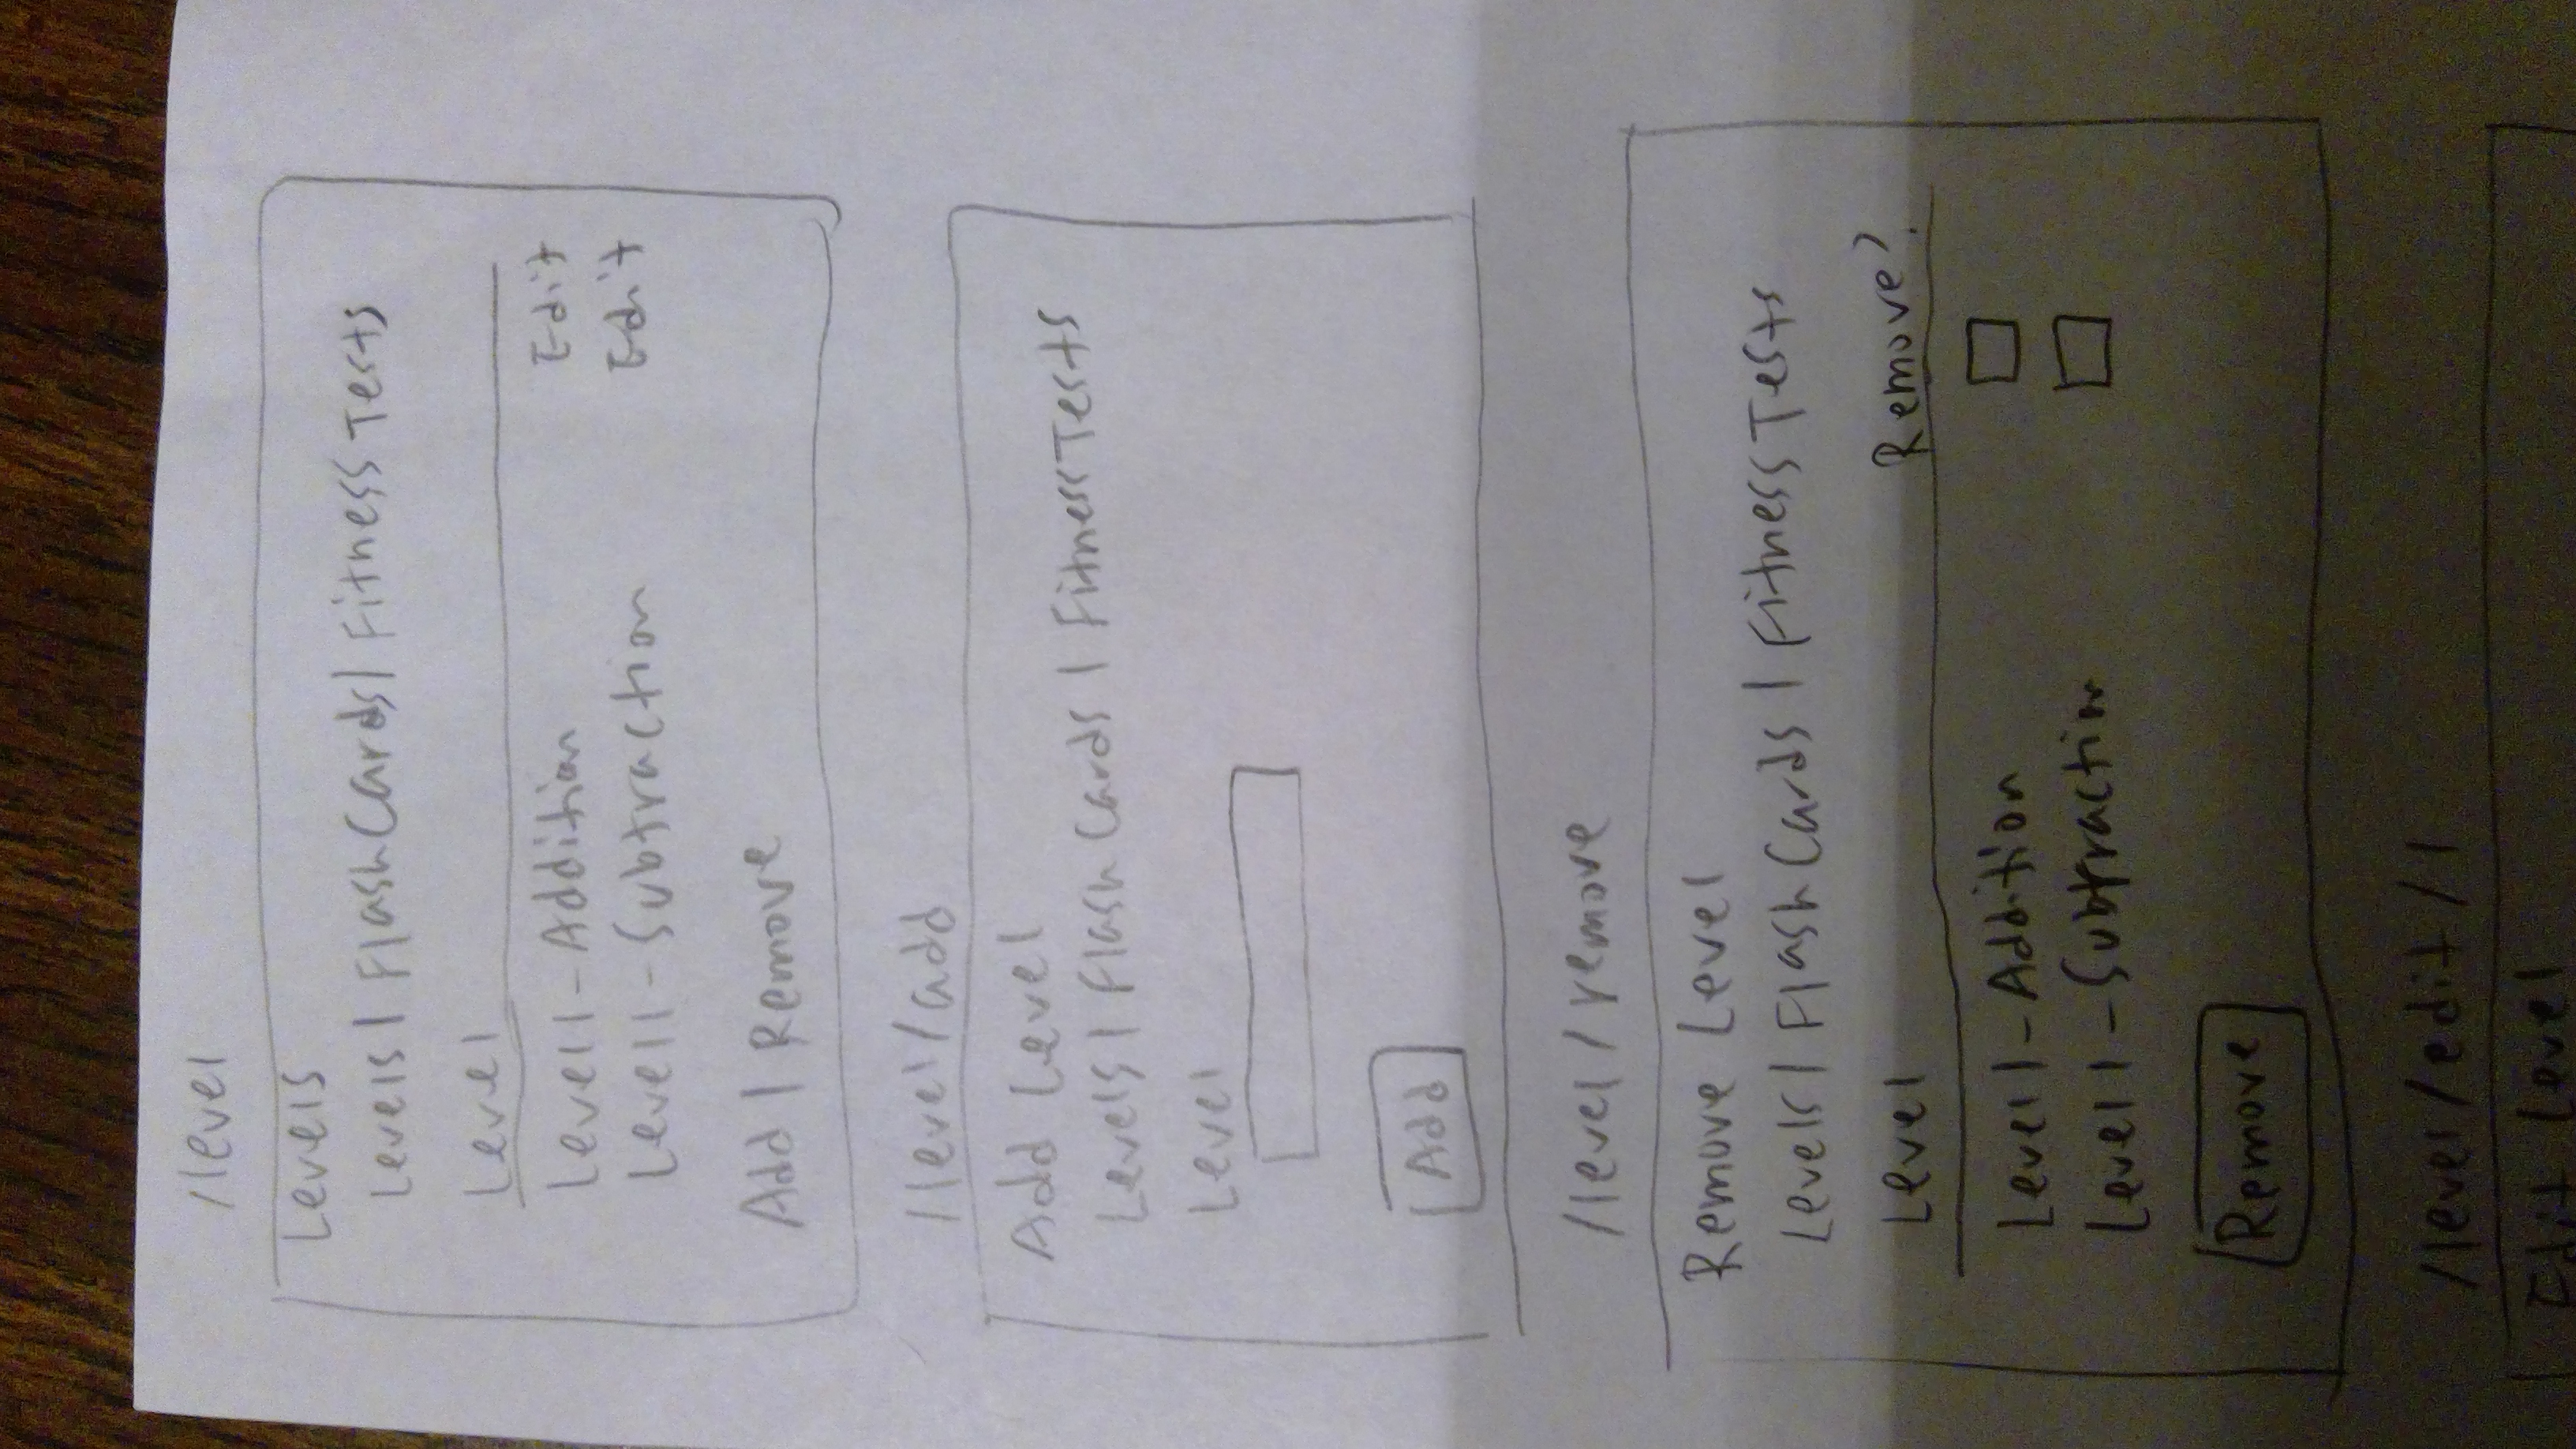 /level
Levels
Levels | FlashCards | Fitness Tests
Level
Level 1 - Addition Edit
Level 1 - Subtraction Edit
Add | Remove
/level/add
Add Level
Levels | Flash Cards | Fitness Tests
Level
Add
/level/remove
Remove Level
Levels | Flash Cards | Fitness Tests
Level Remove?
Level 1 - Addition
Level 1 - Subtraction
Remove
/level/edit/1
Edit Level